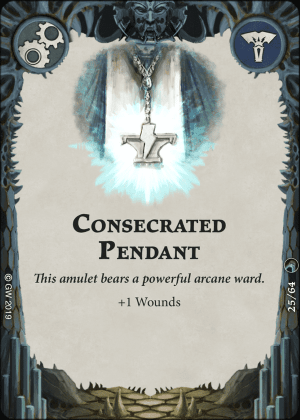 Consecrated
Pendant
This amulet bears a powerful arcane ward.
+1 Wounds
© GW 2019
25/64